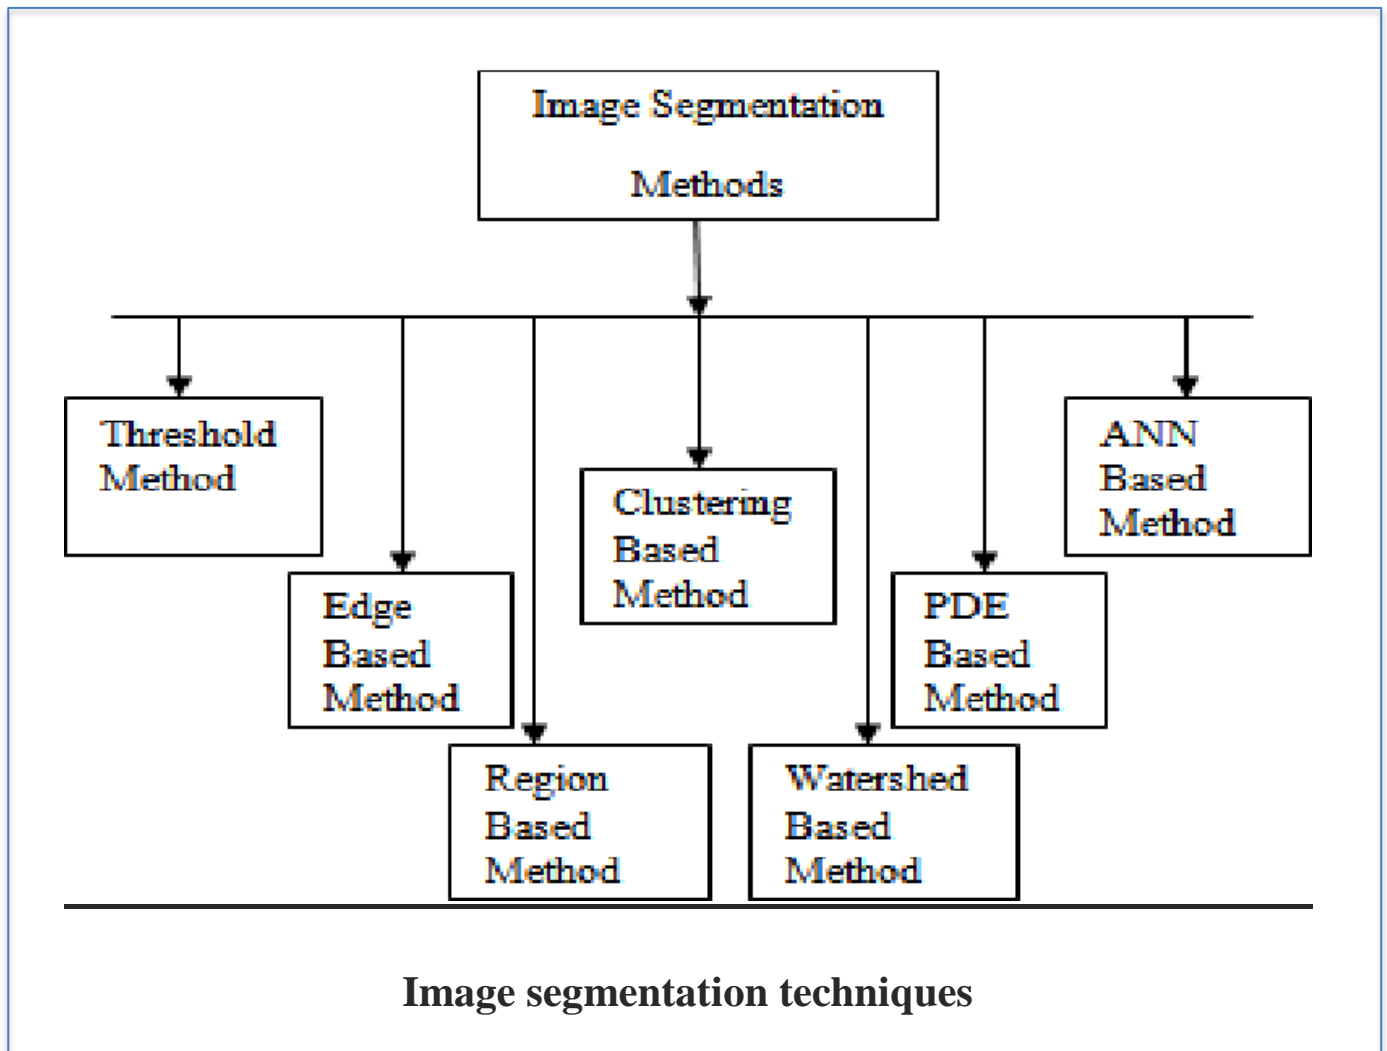 Image Segmentation
Methods
Threshold
Method
Edge
Based
Method
Region
Based
Method
Clustering
Based
Method
Watershed
Based
Method
PDE
Based
Method
ANN
Based
Method
Image segmentation techniques